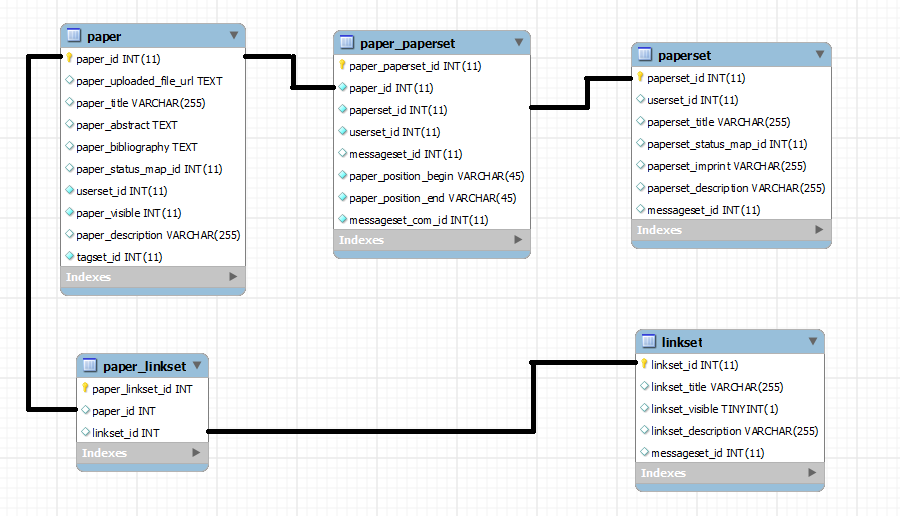 paper
paper_id INT(11)
paper_uploaded_file_url TEXT
paper_title VARCHAR(255)
paper_abstract TEXT
paper_bibliography TEXT
paper_status_map_id INT(11)
userset_id INT(11)
paper_visible INT(11)
paper_description VARCHAR(255)
tagset_id INT(11)
Indexes
paper_paperset
paper_paperset_id INT(11)
paper_id INT(11)
paperset_id INT(11)
userset_id INT(11)
messageset_id INT(11)
paper_position_begin VARCHAR(45)
paper_position_end VARCHAR(45)
messageset_com_id INT(11)
Indexes
paperset
paperset_id INT(11)
userset_id INT(11)
paperset_title VARCHAR(255)
paperset_status_map_id INT(11)
paperset_imprint VARCHAR(255)
paperset_description VARCHAR(255)
messageset_id INT(11)
Indexes
paper_linkset
paper_linkset_id INT
paper_id INT
linkset_id INT
Indexes
linkset
linkset_id INT(11)
linkset_title VARCHAR(255)
linkset_visible TINYINT(1)
linkset_description VARCHAR(255)
messageset_id INT(11)
Indexes